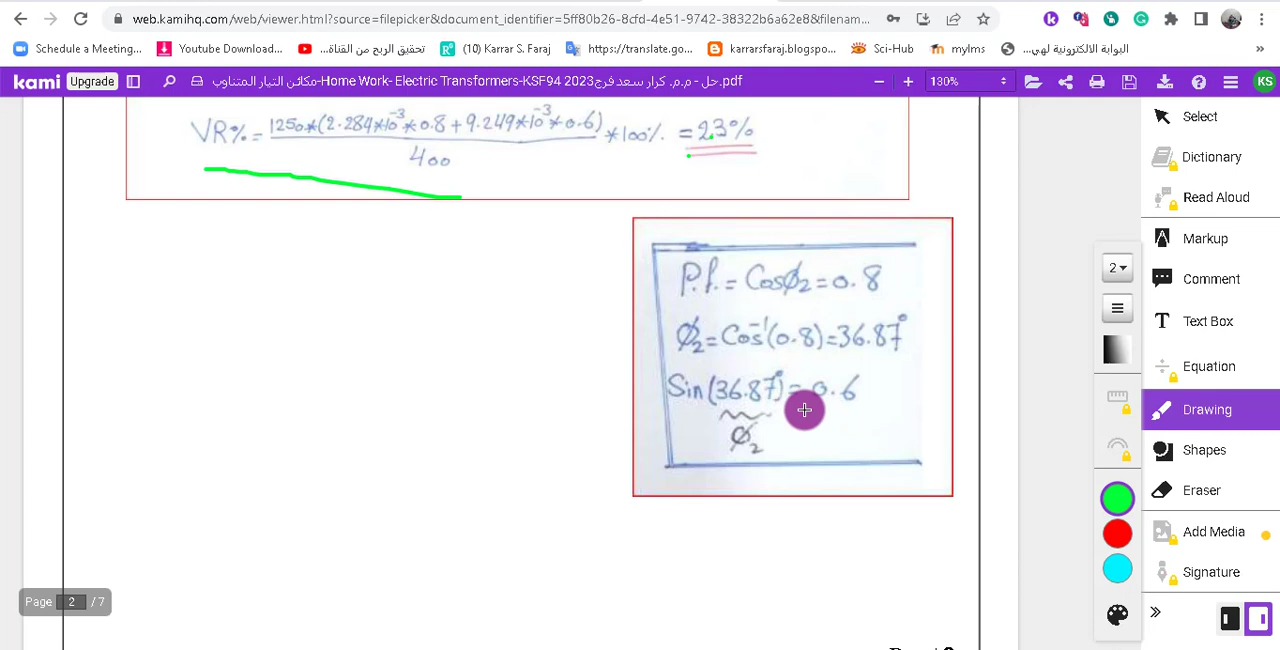 web.kamihq.com/web/viewer.html?source=filepicker&document_identifier=5ff80b26-8cfd-4e51-9742-38322b6a62e8&filenam...
Schedule a Meeting...
Youtube Download...
تحقيق الربح من القناة...
(10) Karrar S. Faraj
https://translate.go...
karrarsfaraj.blogspo...
Sci-Hub
mylms
البوابة الالكترونية لهي...
»
kami
Upgrade
حل - م.م. كرار سعد فرج2023 Home Work- Electric Transformers-KSF94-مكائن التيار المتناوب.pdf
130%
KS
VR% = 1250*(2.284*10⁻³*0.8 + 9.249*10⁻³*0.6) / 400 *100% = 2.3%
P.f. = Cosφ₂ = 0.8
φ₂ = Cos⁻¹(0.8) = 36.87°
Sin(36.87°) = 0.6
φ₂
Page 2 / 7
2
Select
Dictionary
Read Aloud
Markup
Comment
Text Box
Equation
Drawing
Shapes
Eraser
Add Media
Signature
»